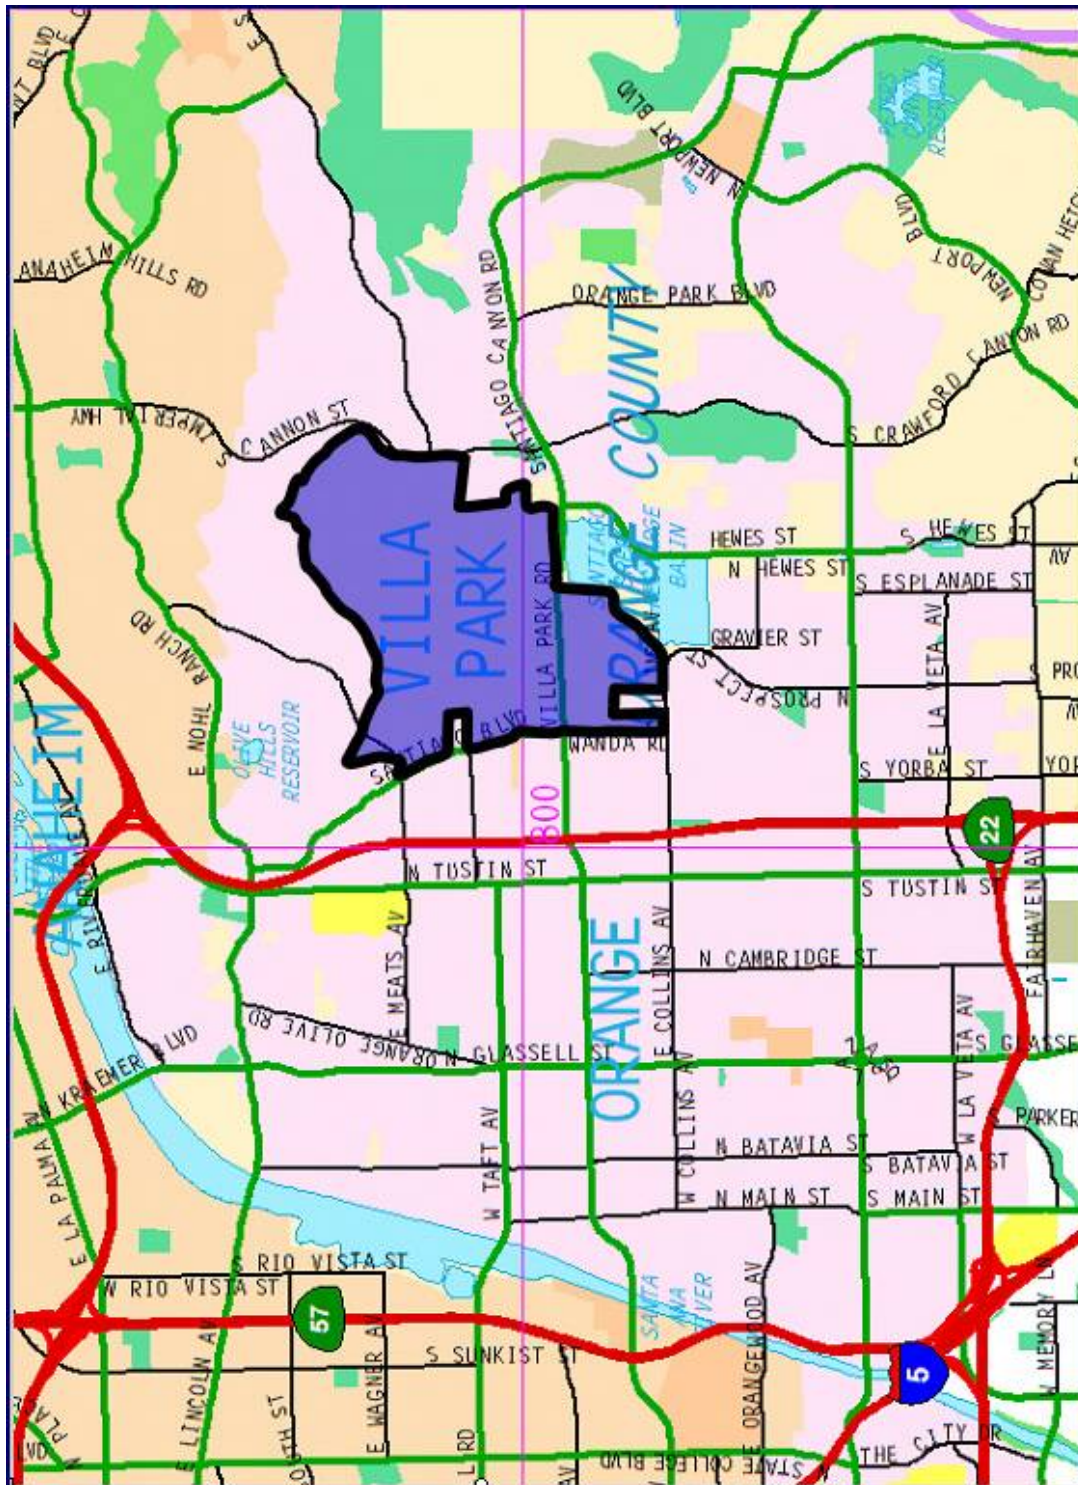 ANAHEIM HILLS RD
N NEWPORT BLVD
NEWPORT BLVD
NEWPORT BLVD
RESERVOIR
SANTIAGO CANYON RD
ORANGE PARK BLVD
ORANGE COUNTY
S CRAWFORD CANYON RD
IMPERIAL HWY
S CANNON ST
VILLA
PARK
VILLA PARK RD
BASIN
HEWES ST
S HEWES ST
N HEWES ST
S ESPLANADE ST
AV
GRAVIER ST
N PROSPECT ST
E LA VETA AV
E NOHL RANCH RD
OLIVE
HILLS
RESERVOIR
SANTIAGO BLVD
WANDA RD
S YORBA ST
ANAHEIM
800
22
N TUSTIN ST
S TUSTIN ST
FAIRHAVEN AV
E MEATS AV
ORANGE
E COLLINS AV
N CAMBRIDGE ST
N ORANGE OLIVE RD
N GLASSELL ST
N KRAEMER BLVD
E LA PALMA AV
W TAFT AV
W COLLINS AV
W LA VETA AV
S PARKER
N BATAVIA ST
S BATAVIA ST
N MAIN ST
S MAIN ST
S RIO VISTA ST
N RIO VISTA ST
SANTA
ANA
RIVER
57
S SUNKIST ST
E LINCOLN AV
E WAGNER AV
ORANGEWOOD AV
W MEMORY LN
5
N STATE COLLEGE BLVD
THE CITY DR